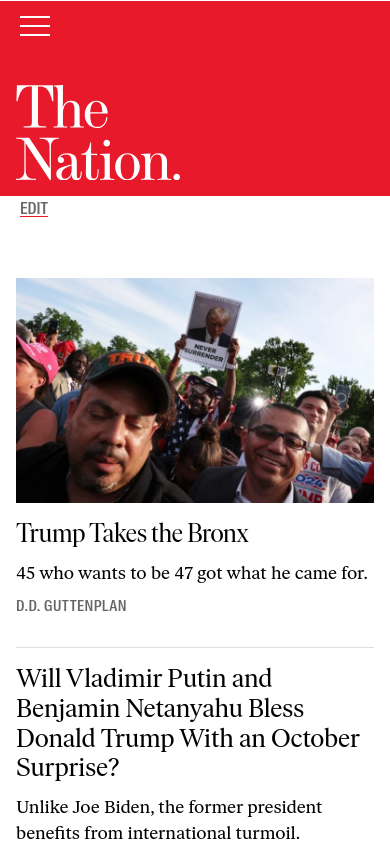 The
Nation.
EDIT
NEVER
SURRENDER
Trump Takes the Bronx
45 who wants to be 47 got what he came for.
D.D. GUTTENPLAN
Will Vladimir Putin and
Benjamin Netanyahu Bless
Donald Trump With an October
Surprise?
Unlike Joe Biden, the former president
benefits from international turmoil.